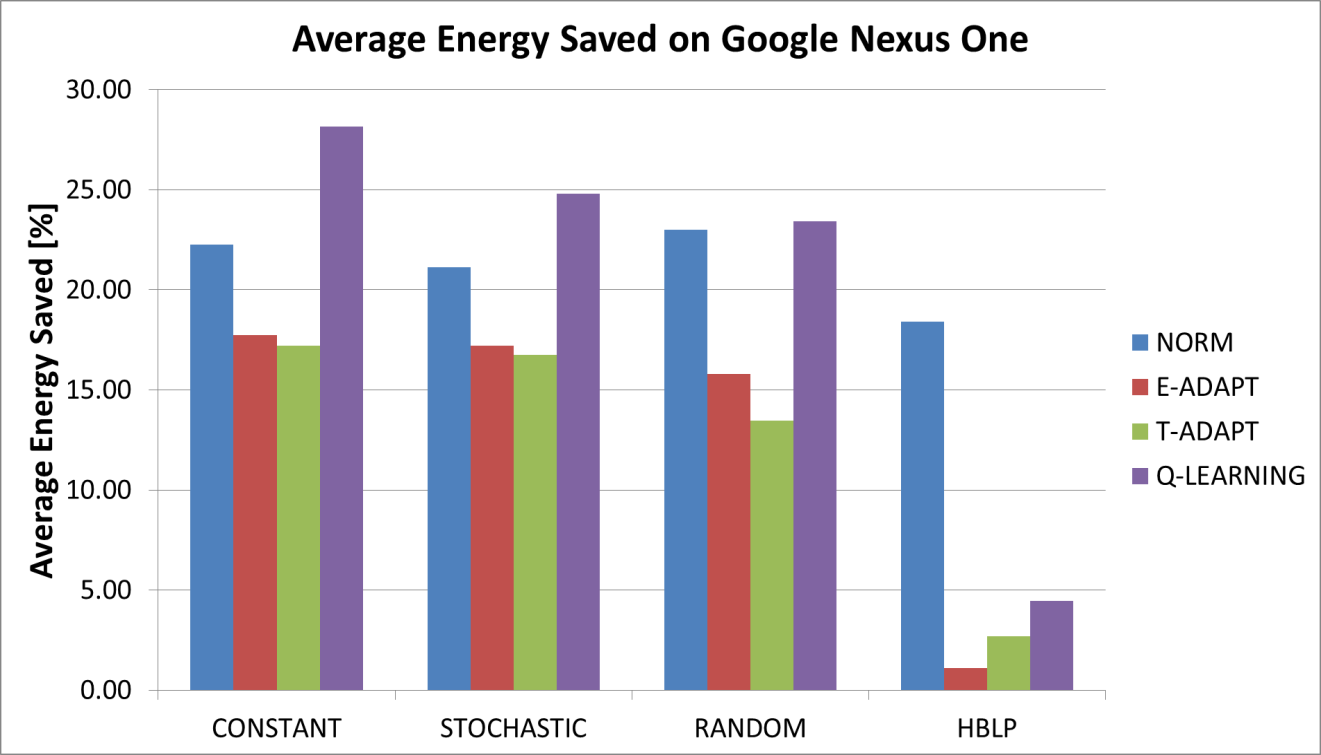 Average Energy Saved on Google Nexus One
Average Energy Saved [%]
30.00
25.00
20.00
15.00
10.00
5.00
0.00
CONSTANT
STOCHASTIC
RANDOM
HBLP
NORM
E-ADAPT
T-ADAPT
Q-LEARNING